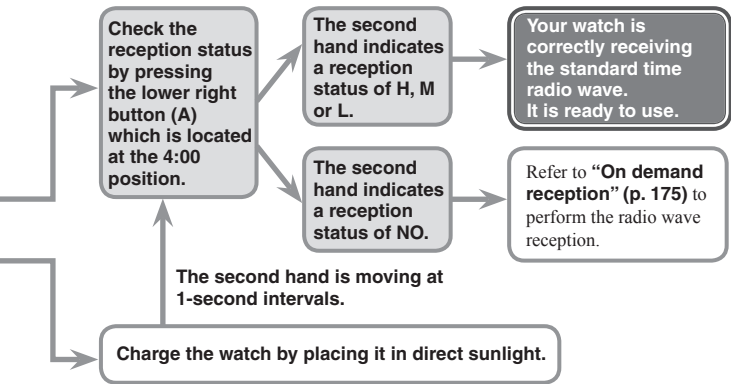 Check the
reception status
by pressing
the lower right
button (A)
which is located
at the 4:00
position.
The second
hand indicates
a reception
status of H, M
or L.
Your watch is
correctly receiving
the standard time
radio wave.
It is ready to use.
The second
hand indicates
a reception
status of NO.
Refer to “On demand
reception” (p. 175) to
perform the radio wave
reception.
The second hand is moving at
1-second intervals.
Charge the watch by placing it in direct sunlight.